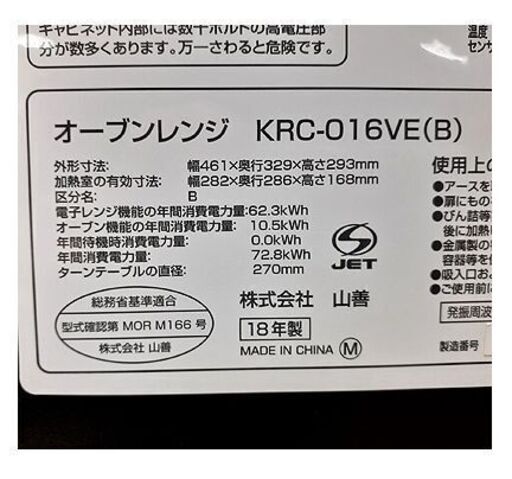 キャビネット内部には数十ボルトの高電圧部
分が数多くあります。万一さわると危険です。
温度
センサ
オーブンレンジ KRC-016VE(B)
外形寸法: 幅461×奥行329×高さ293mm
加熱室の有効寸法: 幅282×奥行286×高さ168mm
区分名: B
電子レンジ機能の年間消費電力量:62.3kWh
オーブン機能の年間消費電力量: 10.5kWh
年間待機時消費電力量: 0.0kWh
年間消費電力量: 72.8kWh
ターンテーブルの直径: 270mm
S
JET
総務省基準適合
型式確認第 MOR M166 号
株式会社 山善
株式会社 山善
18年製
MADE IN CHINA M
使用上の
●アースを
●扉にもの
●びん詰等
後に加熱し
●金属製の
容器等を使
●吸入口お
●ご使用前に
発振周波
製造番号